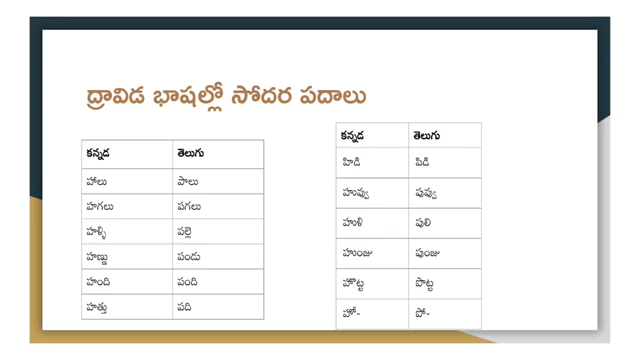 ద్రావిడ భాషల్లో సోదర పదాలు
కన్నడ తెలుగు
హాలు పాలు
హగలు పగలు
హళ్ళి పల్లె
హణ్ణు పండు
హంది పంది
హత్తు పది
కన్నడ తెలుగు
హిడి పిడి
హువ్వు పువ్వు
హుళి పులి
హుంజు పుంజు
హొట్ట పొట్ట
హో- పో-